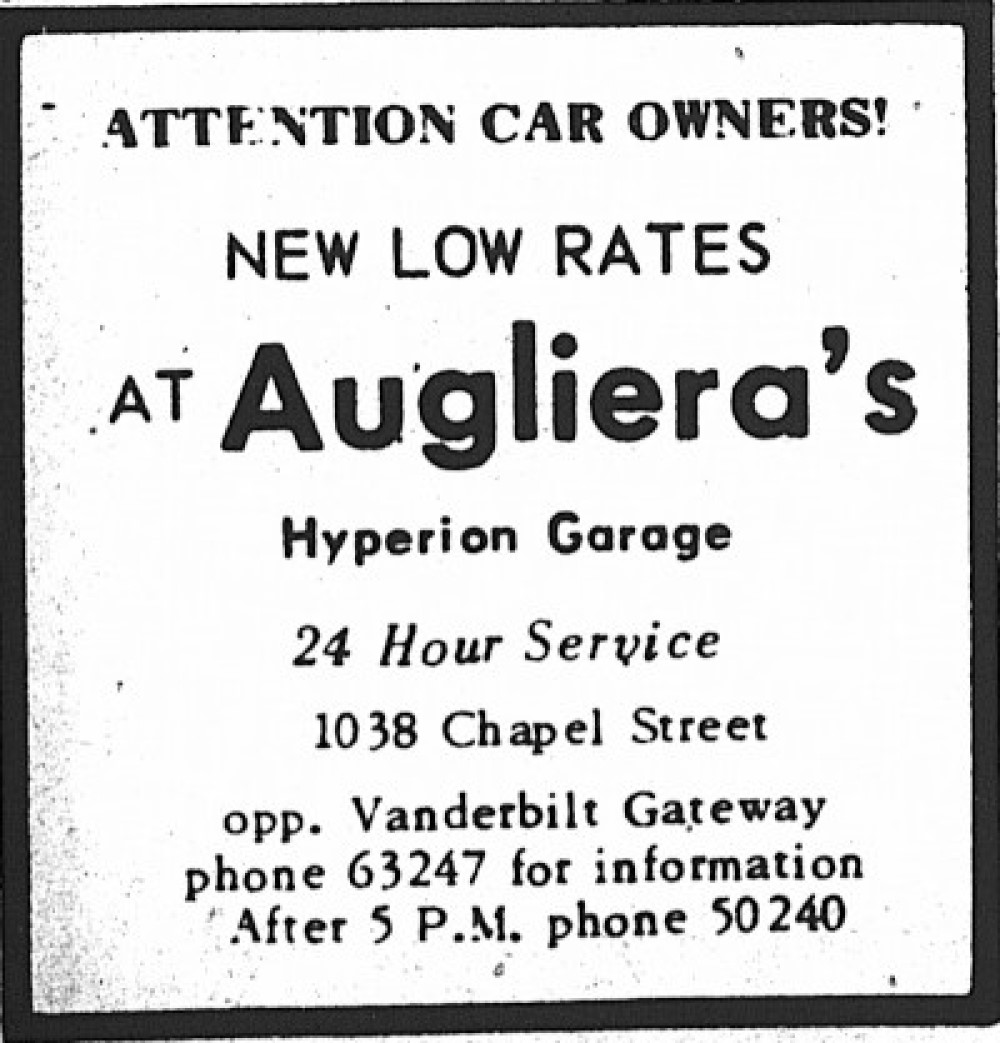 ATTENTION CAR OWNERS!
NEW LOW RATES
AT Augliera's
Hyperion Garage
24 Hour Service
1038 Chapel Street
opp. Vanderbilt Gateway
phone 63247 for information
After 5 P.M. phone 50240